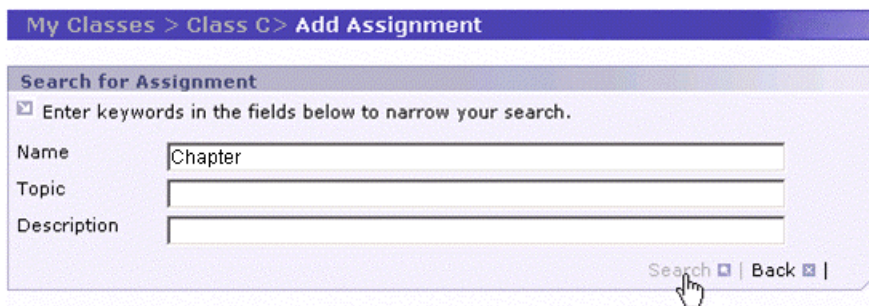 My Classes > Class C> Add Assignment
Search for Assignment
Enter keywords in the fields below to narrow your search.
Name Chapter
Topic
Description
Search | Back |